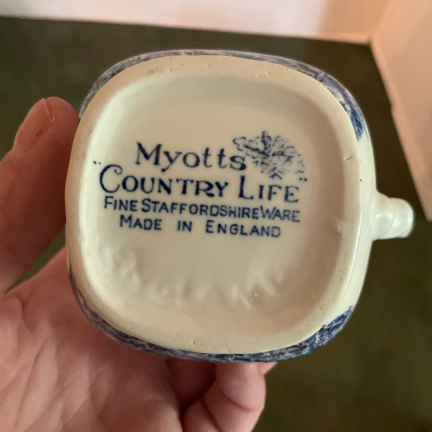 Myotts
"COUNTRY LIFE"
FINE STAFFORDSHIRE WARE
MADE IN ENGLAND